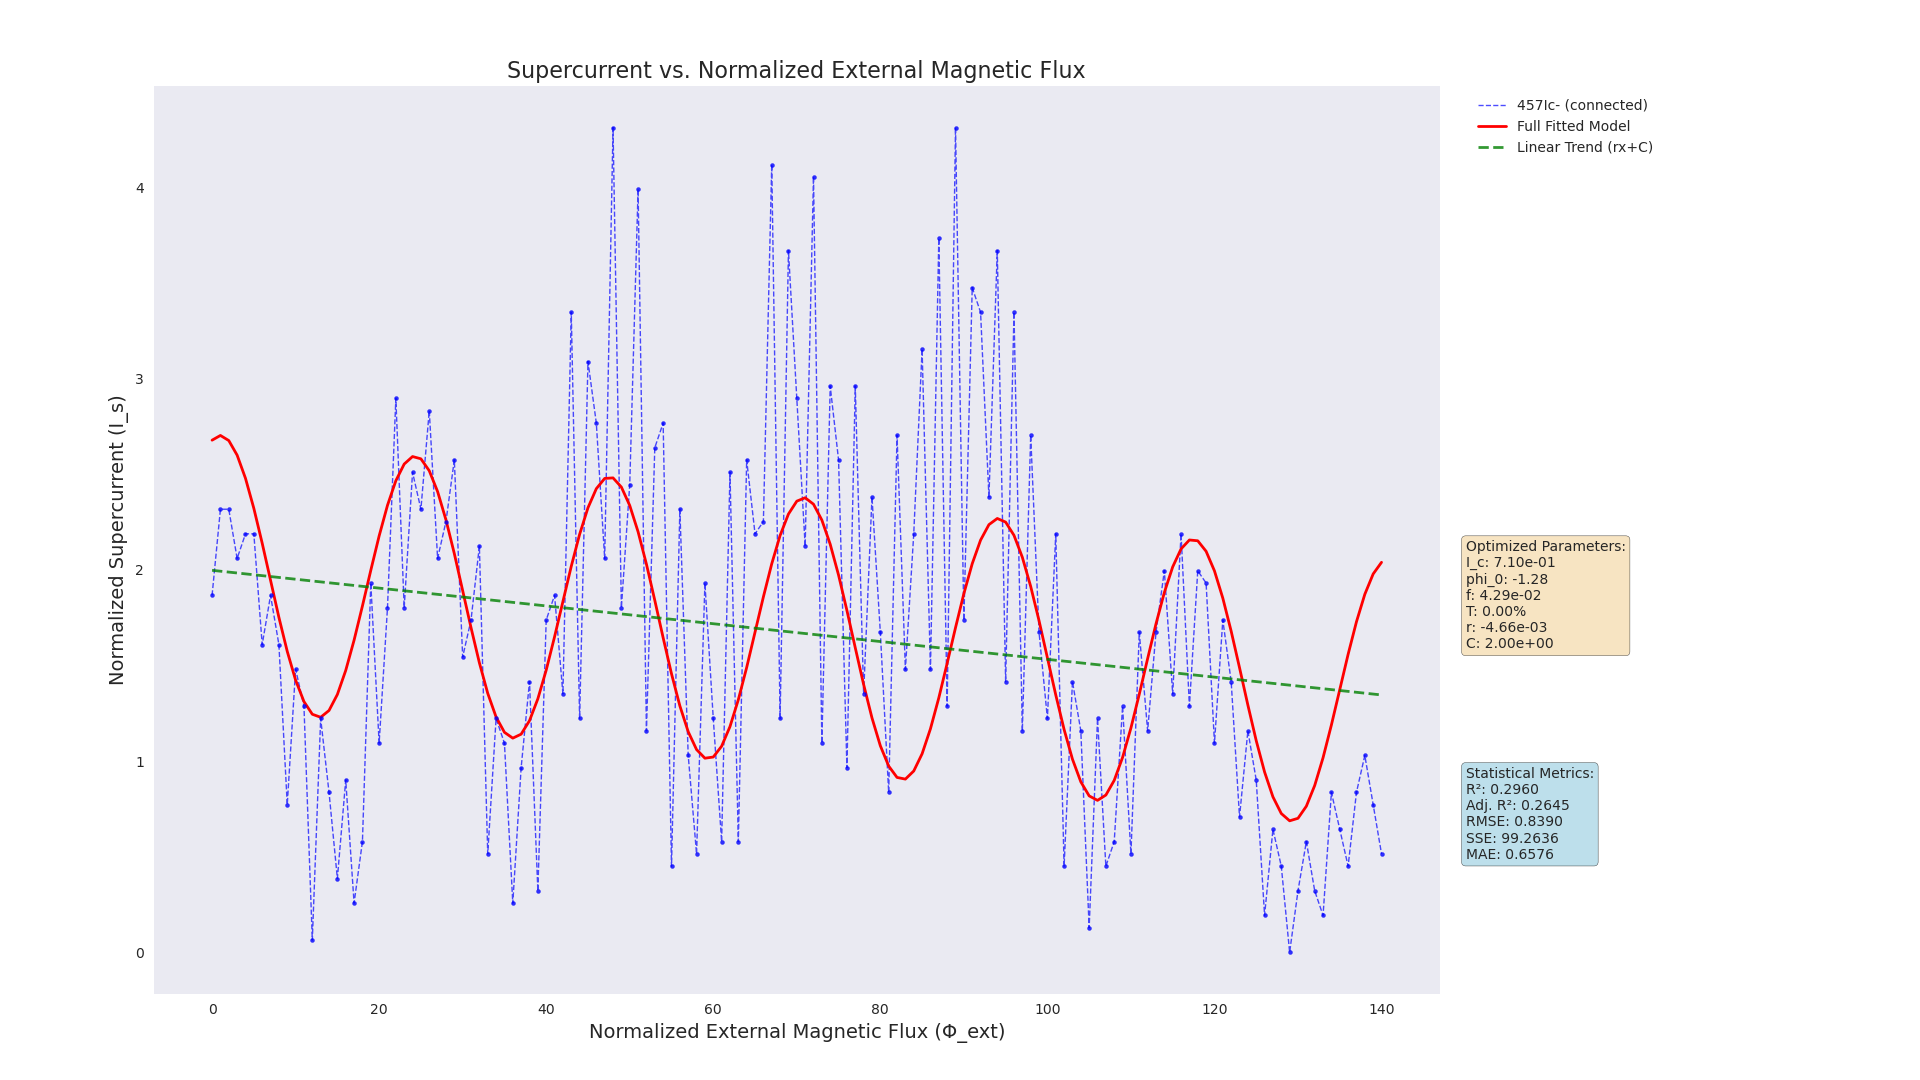 Supercurrent vs. Normalized External Magnetic Flux
457Ic- (connected)
Full Fitted Model
Linear Trend (rx+C)
Normalized Supercurrent (I_s)
4
3
2
1
0
Optimized Parameters:
I_c: 7.10e-01
phi_0: -1.28
f: 4.29e-02
T: 0.00%
r: -4.66e-03
C: 2.00e+00
Statistical Metrics:
R²: 0.2960
Adj. R²: 0.2645
RMSE: 0.8390
SSE: 99.2636
MAE: 0.6576
0 20 40 60 80 100 120 140
Normalized External Magnetic Flux (Φ_ext)